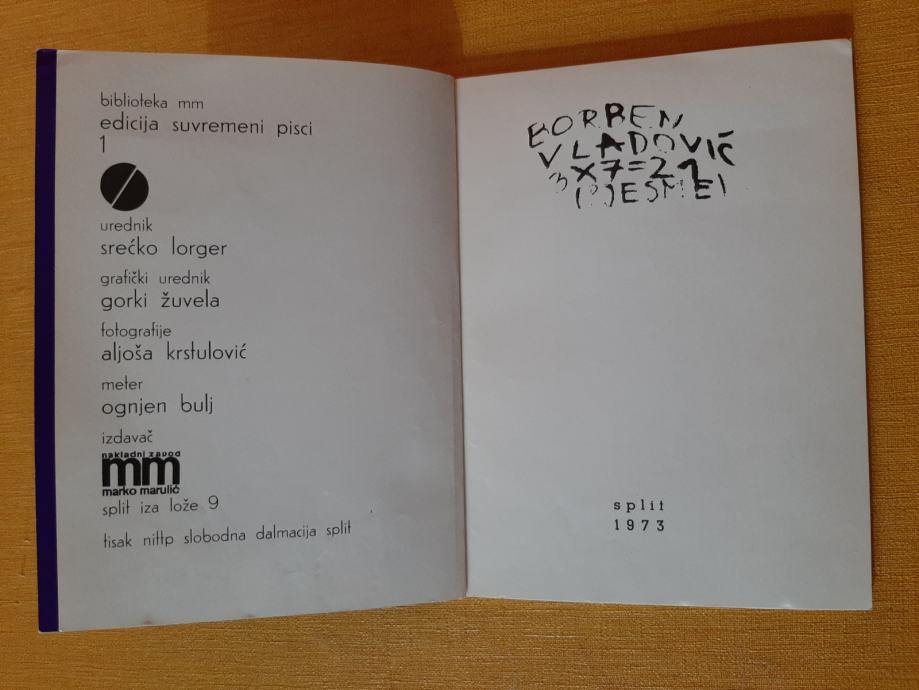 biblioteka mm
edicija suvremeni pisci
1
urednik
srećko lorger
grafički urednik
gorki žuvela
fotografije
aljoša krstulović
meter
ognjen bulj
izdavač
nakladni zavod
mm
marko marulić
split iza lože 9
tisak nittp slobodna dalmacija split
BORBEN
VLADOVIĆ
3X7=21
(PJESME)
split
1973